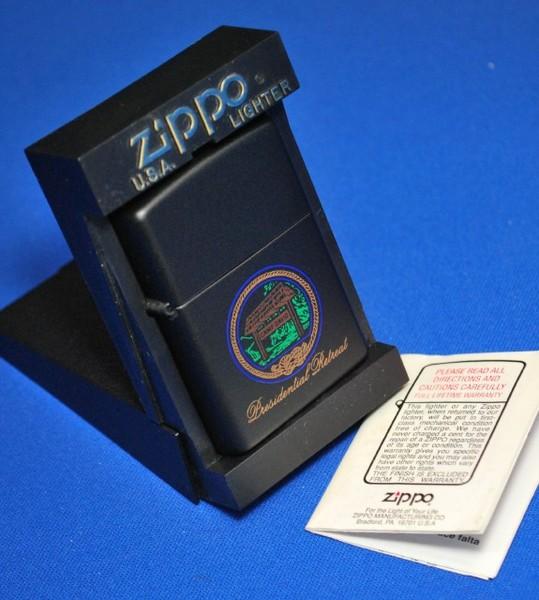 Zippo
LIGHTER
U.S.A.
Presidential Retreat
PLEASE READ ALL
DIRECTIONS AND
CAUTIONS CAREFULLY
FULL LIFETIME WARRANTY
This lighter or any Zippo
lighter, when returned to our
factory, will be put in first
class mechanical condition
free of charge. We have
never charged a cent for the
repair of a ZIPPO regardless
of its age or condition. This
warranty gives you specific
legal rights and you may also
have other rights which vary
from state to state.
THE FINISH IS EXCLUDED
FROM THIS WARRANTY.
Zippo
For the Light of Your Life
ZIPPO MANUFACTURING CO
Bradford, PA. 16701 U.S.A
falta